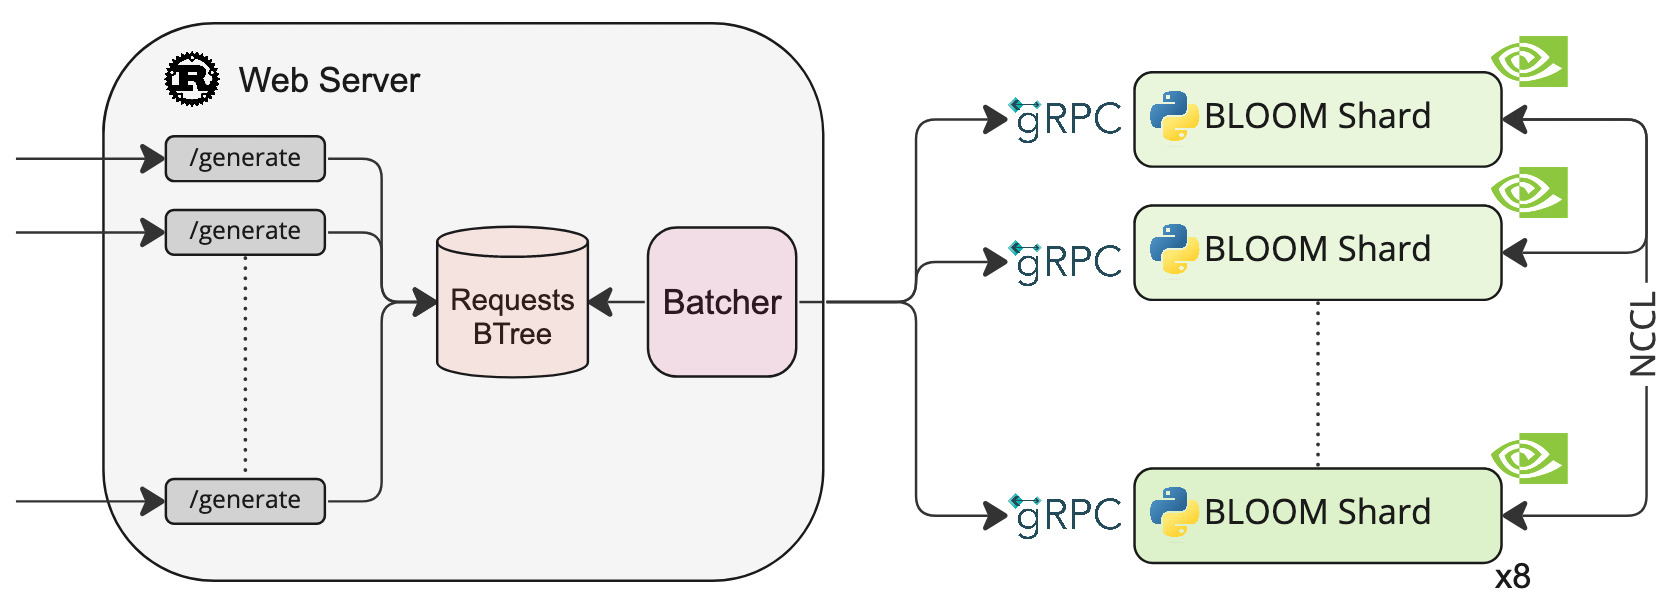 R
Web Server
/generate
/generate
/generate
Requests
BTree
Batcher
gRPC
BLOOM Shard
gRPC
BLOOM Shard
gRPC
BLOOM Shard
x8
NCCL